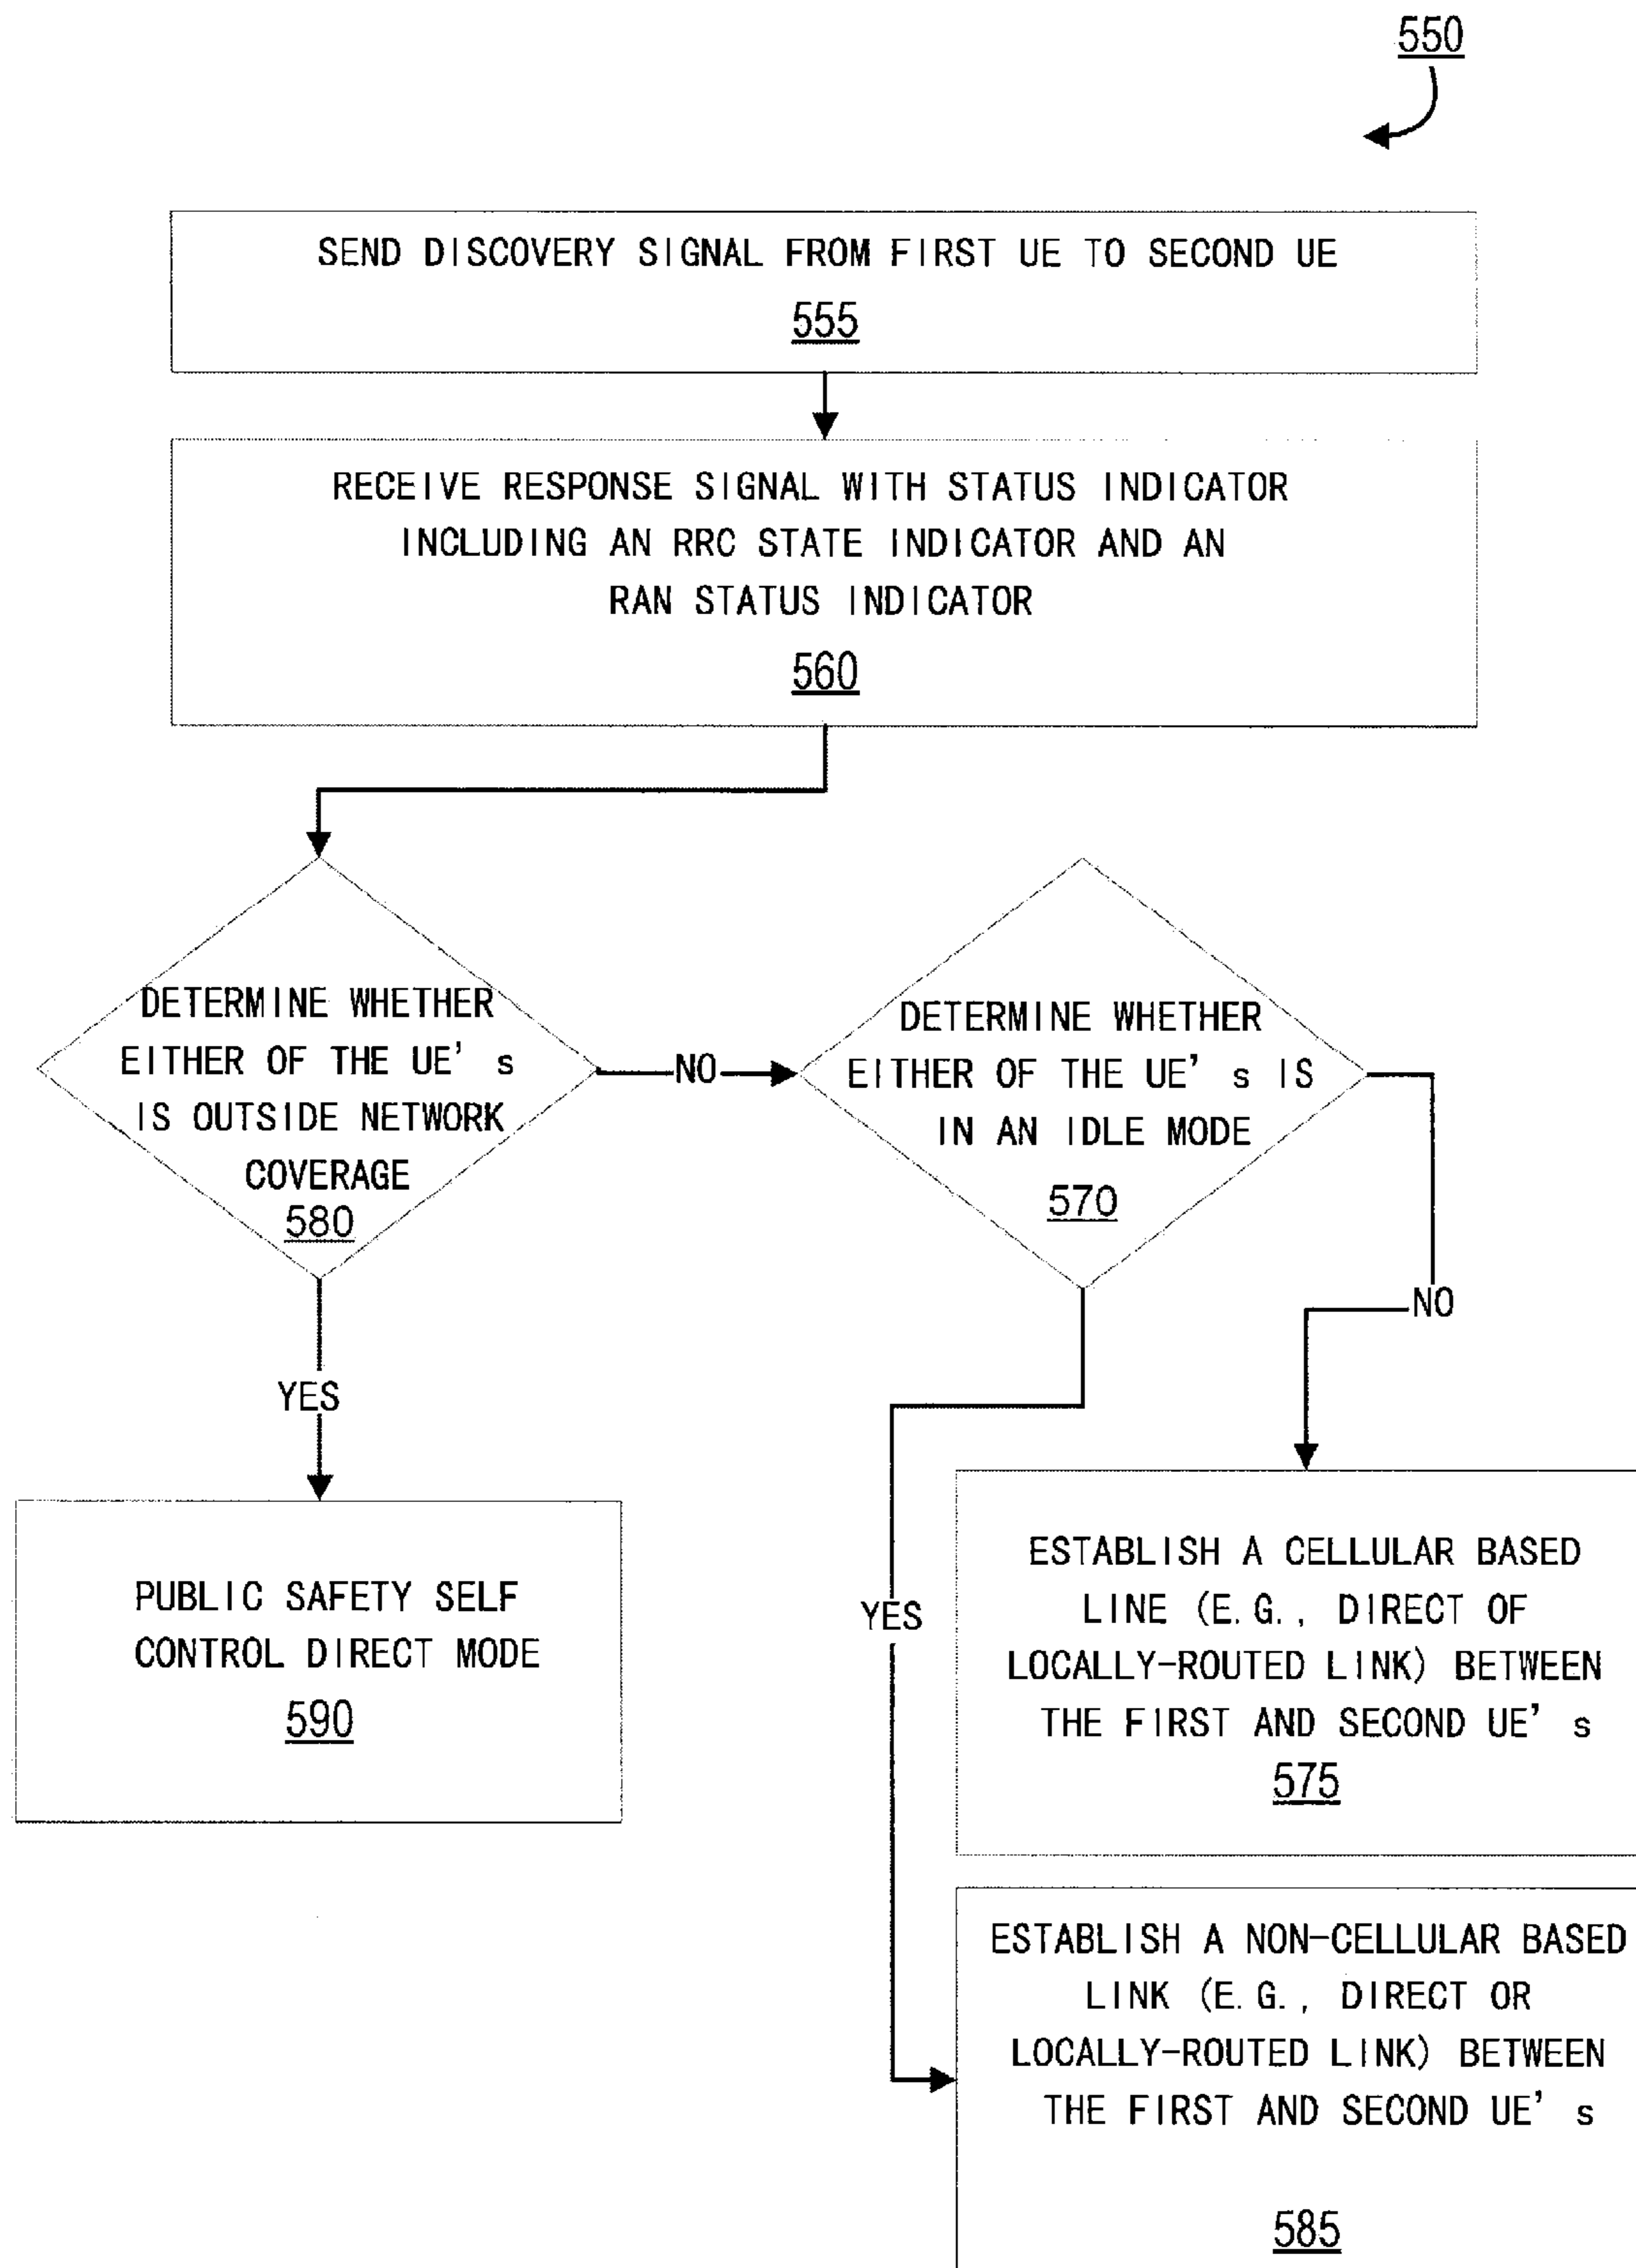 550
SEND DISCOVERY SIGNAL FROM FIRST UE TO SECOND UE
555
RECEIVE RESPONSE SIGNAL WITH STATUS INDICATOR
INCLUDING AN RRC STATE INDICATOR AND AN
RAN STATUS INDICATOR
560
DETERMINE WHETHER
EITHER OF THE UE's
IS OUTSIDE NETWORK
COVERAGE
580
NO
DETERMINE WHETHER
EITHER OF THE UE's IS
IN AN IDLE MODE
570
NO
YES
YES
PUBLIC SAFETY SELF
CONTROL DIRECT MODE
590
ESTABLISH A CELLULAR BASED
LINE (E.G., DIRECT OF
LOCALLY-ROUTED LINK) BETWEEN
THE FIRST AND SECOND UE's
575
ESTABLISH A NON-CELLULAR BASED
LINK (E.G., DIRECT OR
LOCALLY-ROUTED LINK) BETWEEN
THE FIRST AND SECOND UE's
585